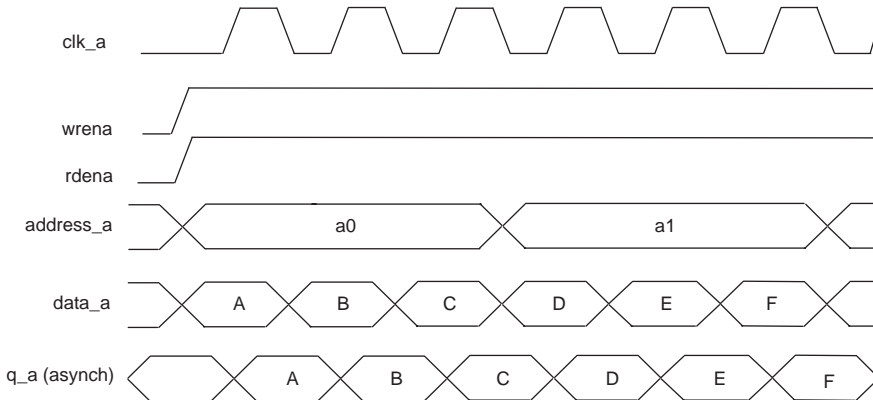 clk_a
wrena
rdena
address_a a0 a1
data_a A B C D E F
q_a (asynch) A B C D E F